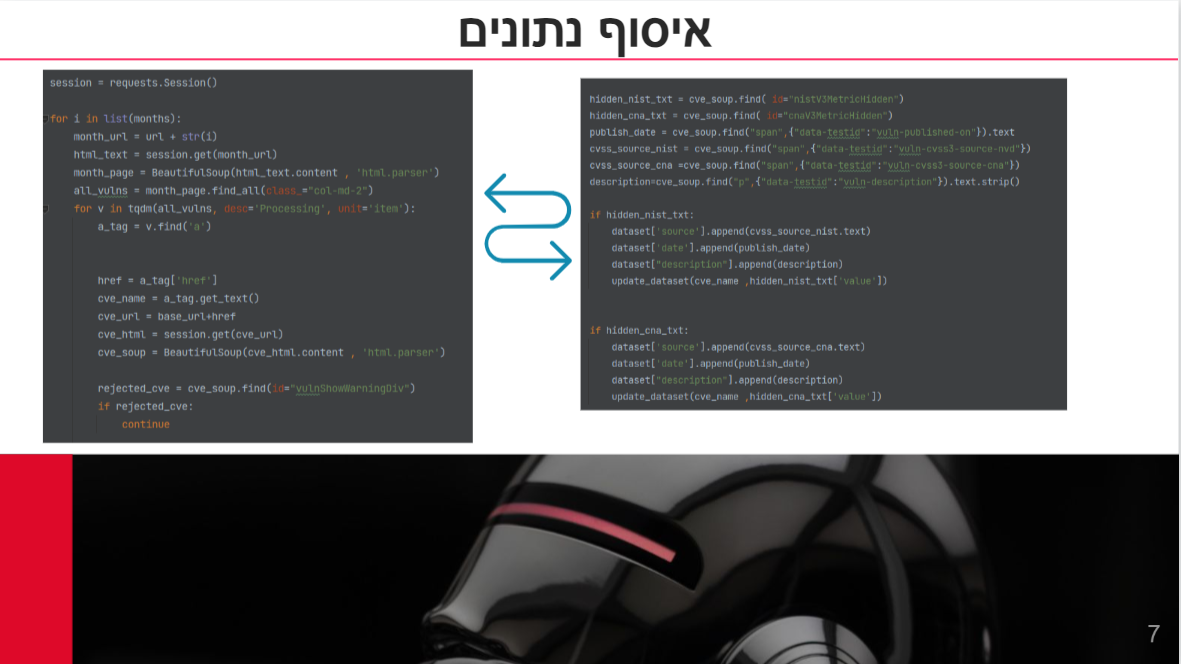 איסוף נתונים
session = requests.Session()
for i in list(months):
month_url = url + str(i)
html_text = session.get(month_url)
month_page = BeautifulSoup(html_text.content , 'html.parser')
all_vulns = month_page.find_all(class_="col-md-2")
for v in tqdm(all_vulns, desc='Processing', unit='item'):
a_tag = v.find('a')
href = a_tag['href']
cve_name = a_tag.get_text()
cve_url = base_url+href
cve_html = session.get(cve_url)
cve_soup = BeautifulSoup(cve_html.content , 'html.parser')
rejected_cve = cve_soup.find(id="vulnShowWarningDiv")
if rejected_cve:
continue
hidden_nist_txt = cve_soup.find( id="nistV3MetricHidden")
hidden_cna_txt = cve_soup.find( id="cnaV3MetricHidden")
publish_date = cve_soup.find("span",{"data-testid":"vuln-published-on"}).text
cvss_source_nist = cve_soup.find("span",{"data-testid":"vuln-cvss3-source-nvd"})
cvss_source_cna =cve_soup.find("span",{"data-testid":"vuln-cvss3-source-cna"})
description=cve_soup.find("p",{"data-testid":"vuln-description"}).text.strip()
if hidden_nist_txt:
dataset['source'].append(cvss_source_nist.text)
dataset['date'].append(publish_date)
dataset["description"].append(description)
update_dataset(cve_name ,hidden_nist_txt['value'])
if hidden_cna_txt:
dataset['source'].append(cvss_source_cna.text)
dataset['date'].append(publish_date)
dataset["description"].append(description)
update_dataset(cve_name ,hidden_cna_txt['value'])
7